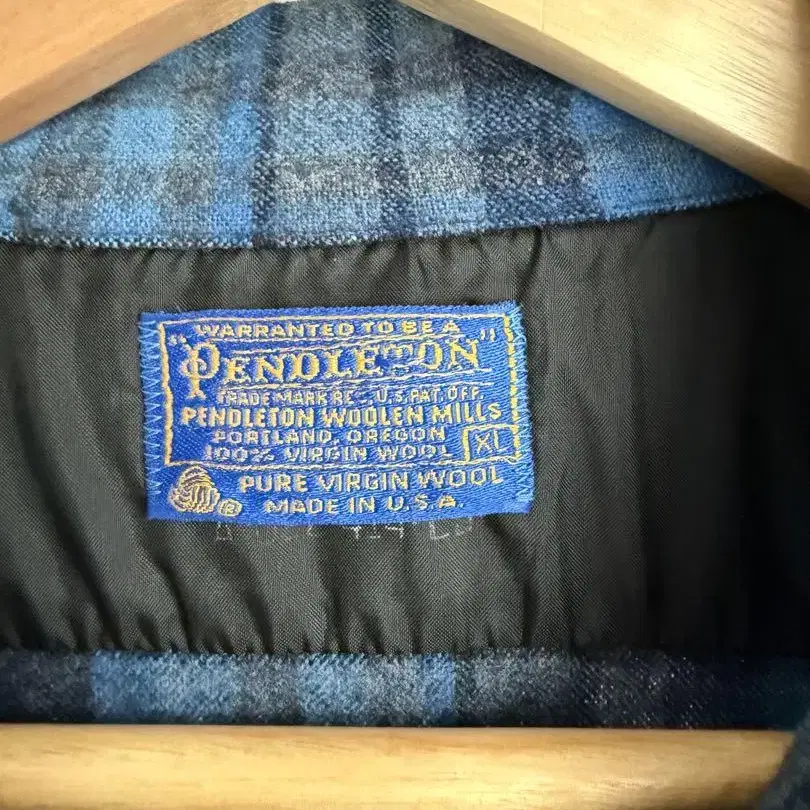 WARRANTED TO BE A
"PENDLETON"
TRADE MARK REG. U.S. PAT. OFF.
PENDLETON WOOLEN MILLS
PORTLAND, OREGON
100% VIRGIN WOOL XL
PURE VIRGIN WOOL
® MADE IN U.S.A.